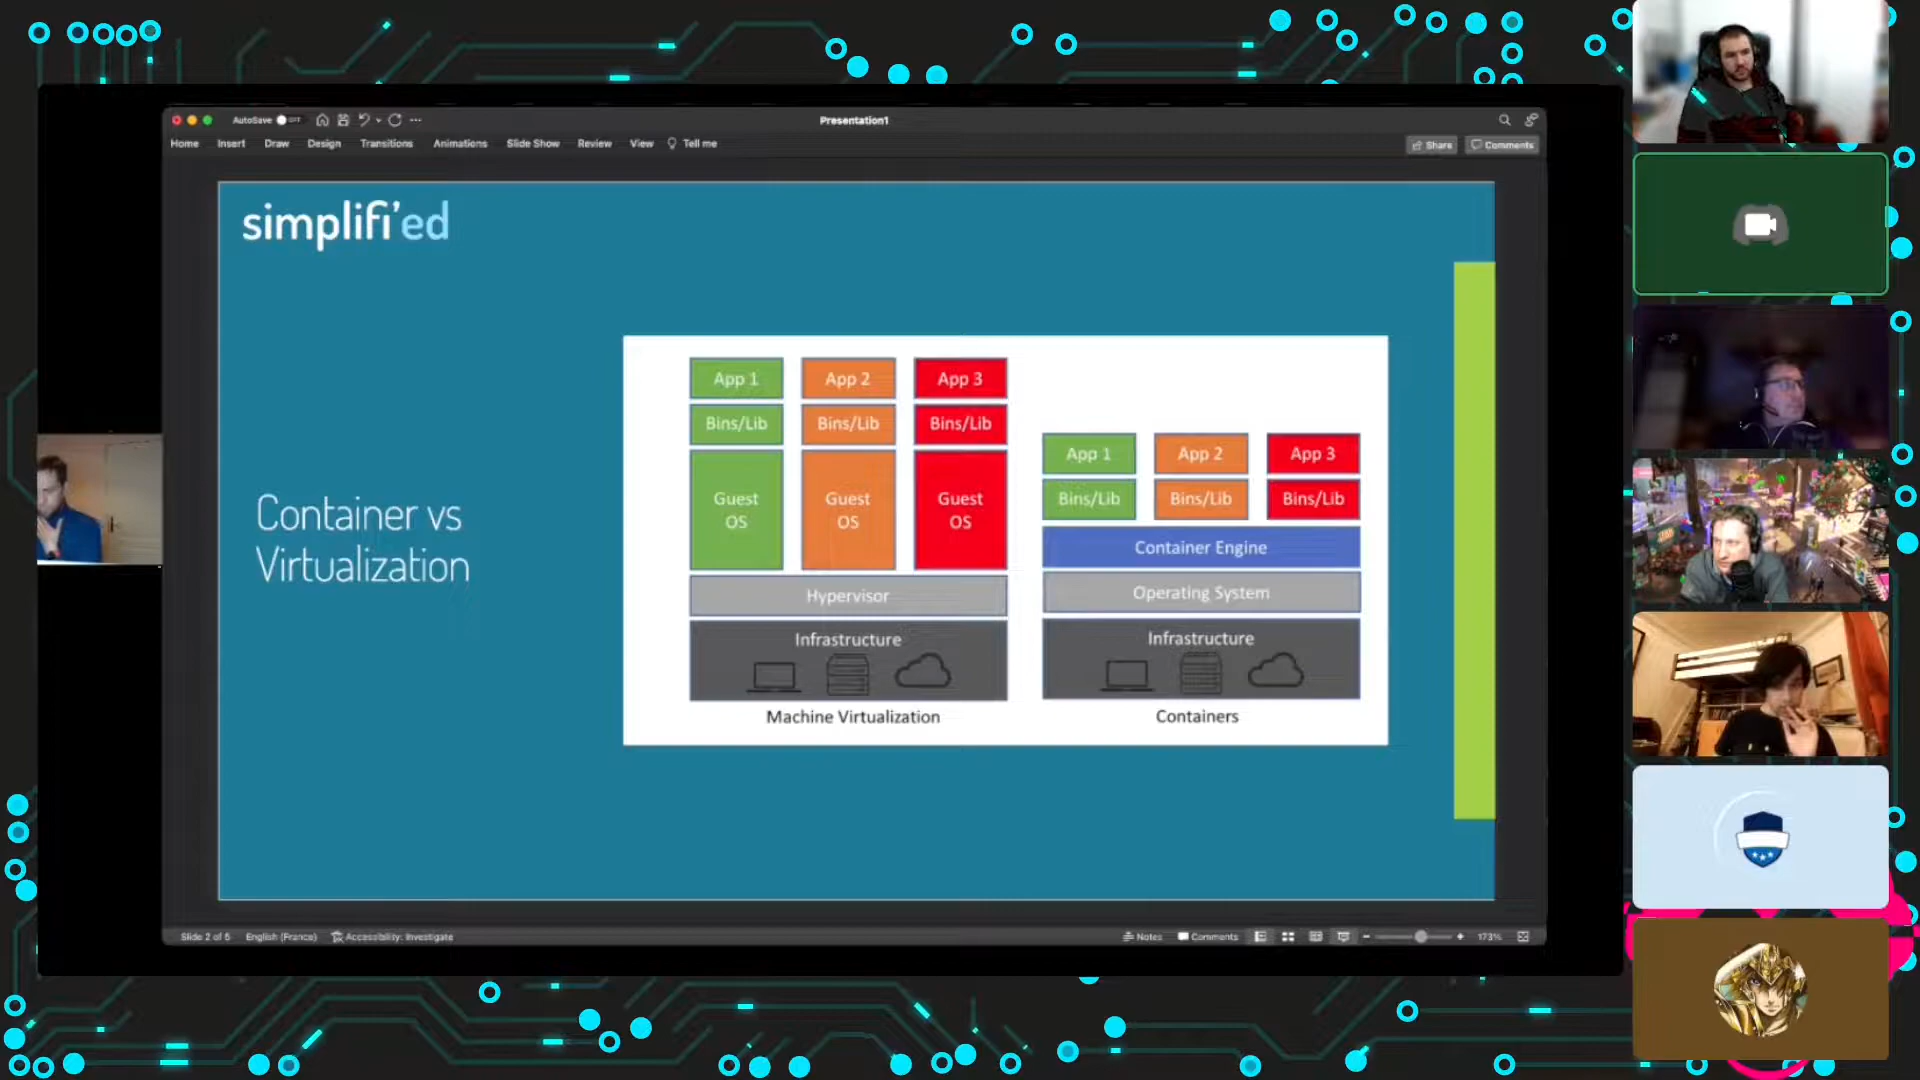 AutoSave OFF
Presentation1
Home Insert Draw Design Transitions Animations Slide Show Review View Tell me
Share Comments
simplifi'ed
Container vs
Virtualization
App 1 App 2 App 3
Bins/Lib Bins/Lib Bins/Lib
Guest OS Guest OS Guest OS
Hypervisor
Infrastructure
Machine Virtualization
App 1 App 2 App 3
Bins/Lib Bins/Lib Bins/Lib
Container Engine
Operating System
Infrastructure
Containers
Slide 2 of 5 English (France) Accessibility: Investigate
Notes Comments 173%